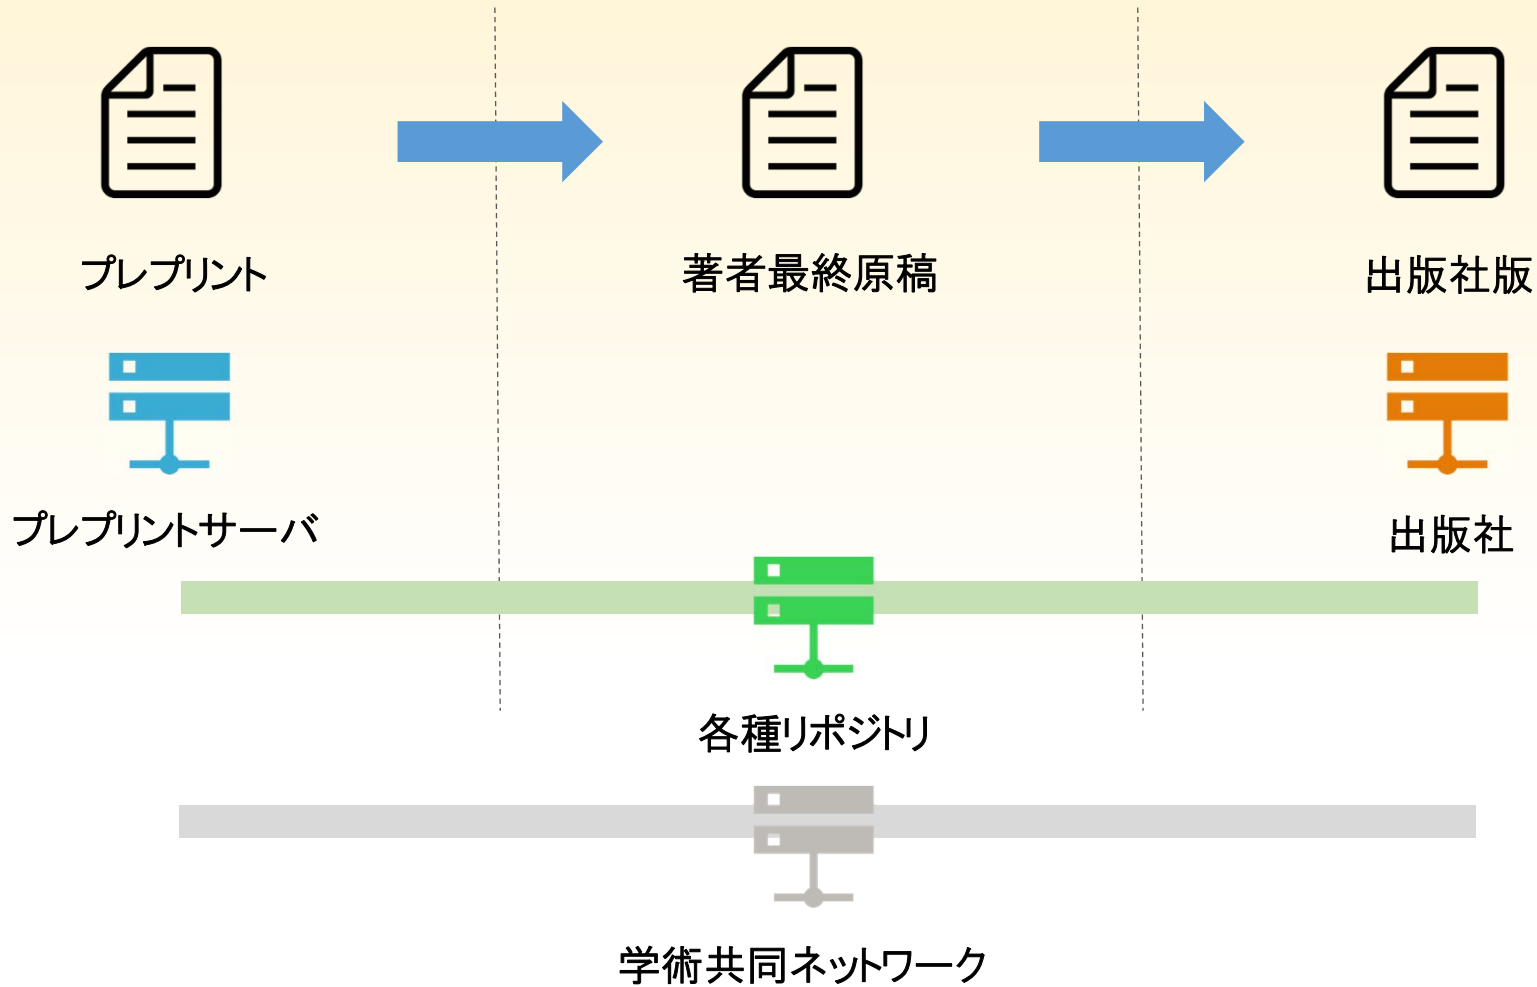 プレプリント
著者最終原稿
出版社版
プレプリントサーバ
出版社
各種リポジトリ
学術共同ネットワーク